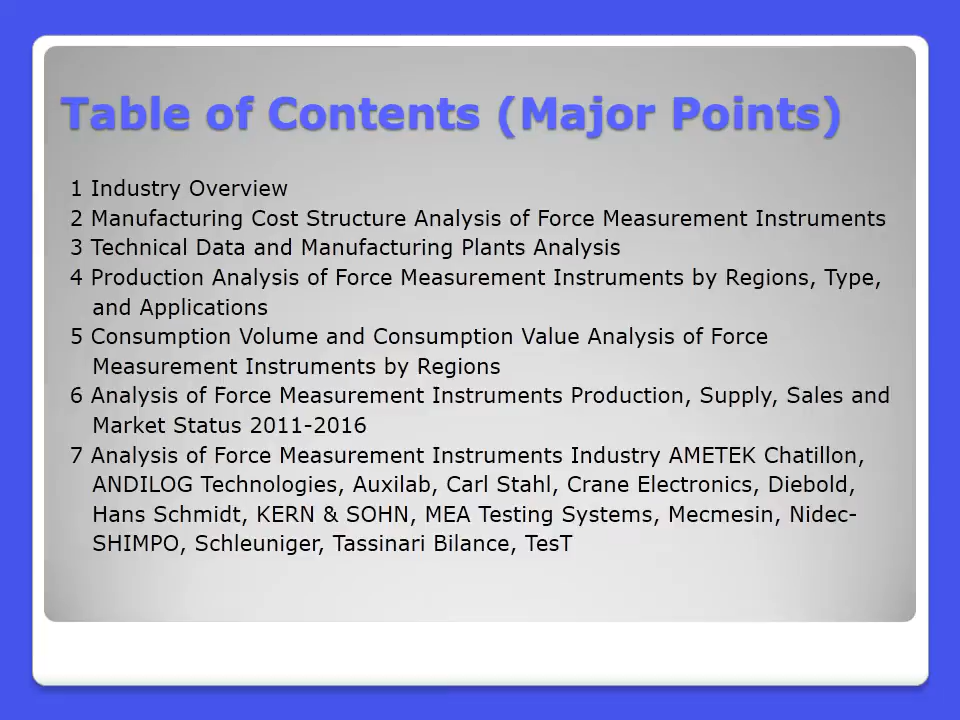 Table of Contents (Major Points)
1 Industry Overview
2 Manufacturing Cost Structure Analysis of Force Measurement Instruments
3 Technical Data and Manufacturing Plants Analysis
4 Production Analysis of Force Measurement Instruments by Regions, Type,
and Applications
5 Consumption Volume and Consumption Value Analysis of Force
Measurement Instruments by Regions
6 Analysis of Force Measurement Instruments Production, Supply, Sales and
Market Status 2011-2016
7 Analysis of Force Measurement Instruments Industry AMETEK Chatillon,
ANDILOG Technologies, Auxilab, Carl Stahl, Crane Electronics, Diebold,
Hans Schmidt, KERN & SOHN, MEA Testing Systems, Mecmesin, Nidec-
SHIMPO, Schleuniger, Tassinari Bilance, TesT